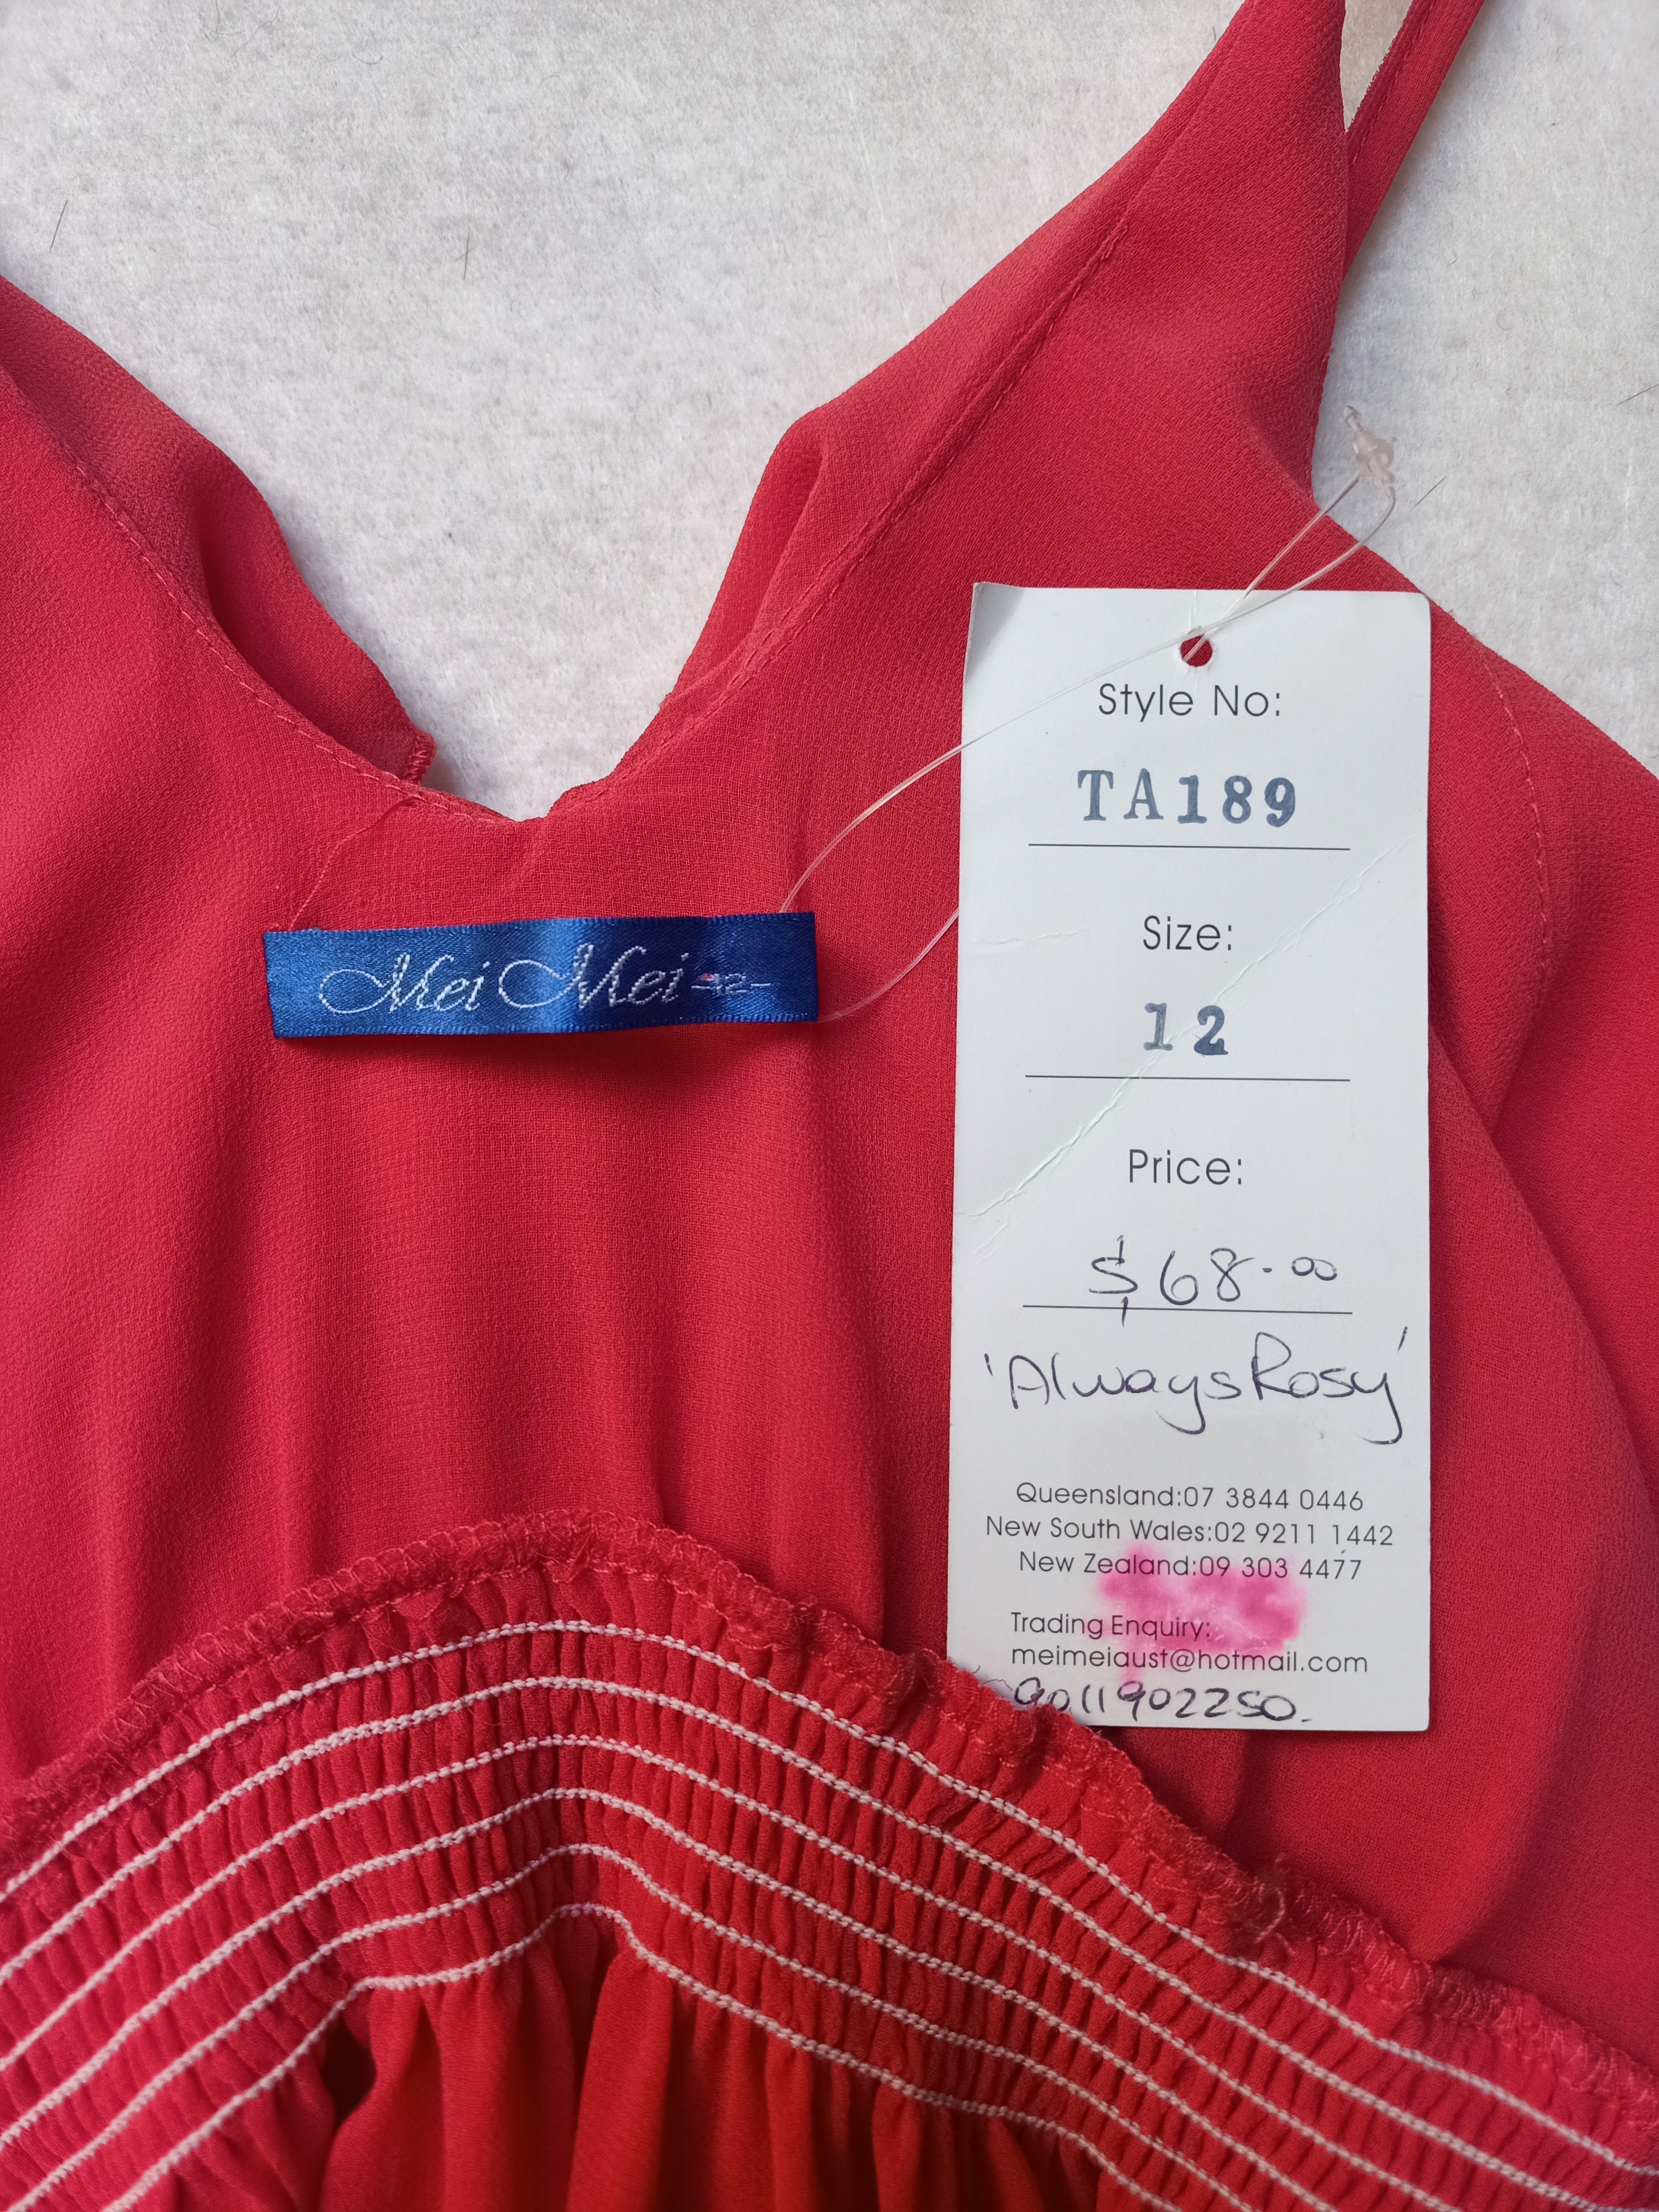 Mei Mei -12-
Style No:
TA189
Size:
12
Price:
$68.00
'Always Rosy'
Queensland:07 3844 0446
New South Wales:02 9211 1442
New Zealand:09 303 4477
Trading Enquiry:
meimeiaust@hotmail.com
9011902250.